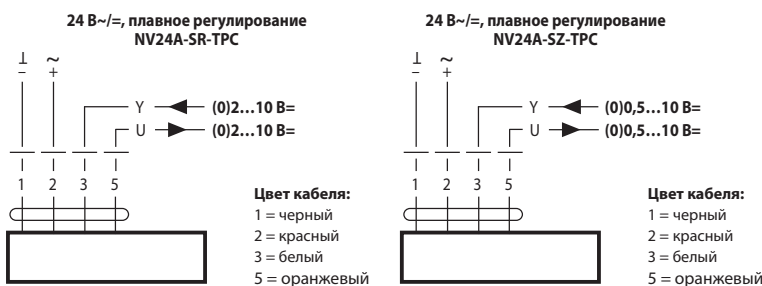 24 В~/=, плавное регулирование
NV24A-SR-TPC
⊥ ~
– +
Y (0)2…10 В=
U (0)2…10 В=
1 2 3 5
Цвет кабеля:
1 = черный
2 = красный
3 = белый
5 = оранжевый
24 В~/=, плавное регулирование
NV24A-SZ-TPC
⊥ ~
– +
Y (0)0,5…10 В=
U (0)0,5…10 В=
1 2 3 5
Цвет кабеля:
1 = черный
2 = красный
3 = белый
5 = оранжевый